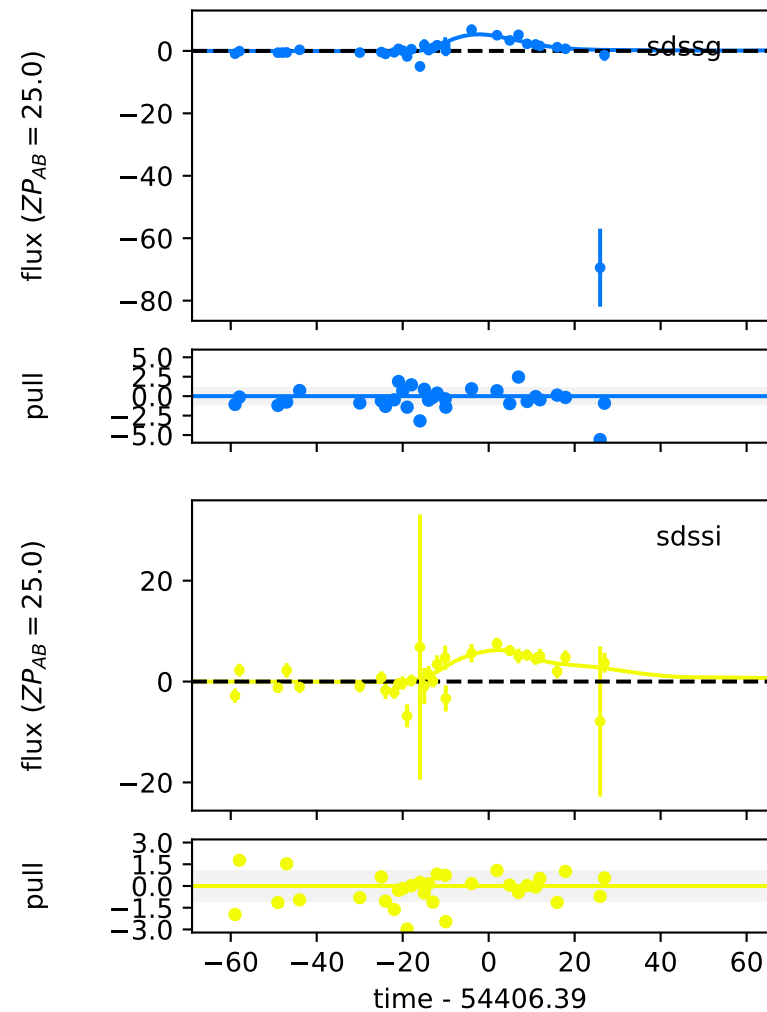 sdssg
flux (ZP_AB = 25.0)
0
−20
−40
−60
−80
pull
5.0
2.5
0.0
−2.5
−5.0
sdssi
flux (ZP_AB = 25.0)
20
0
−20
pull
3.0
1.5
0.0
−1.5
−3.0
−60 −40 −20 0 20 40 60
time - 54406.39